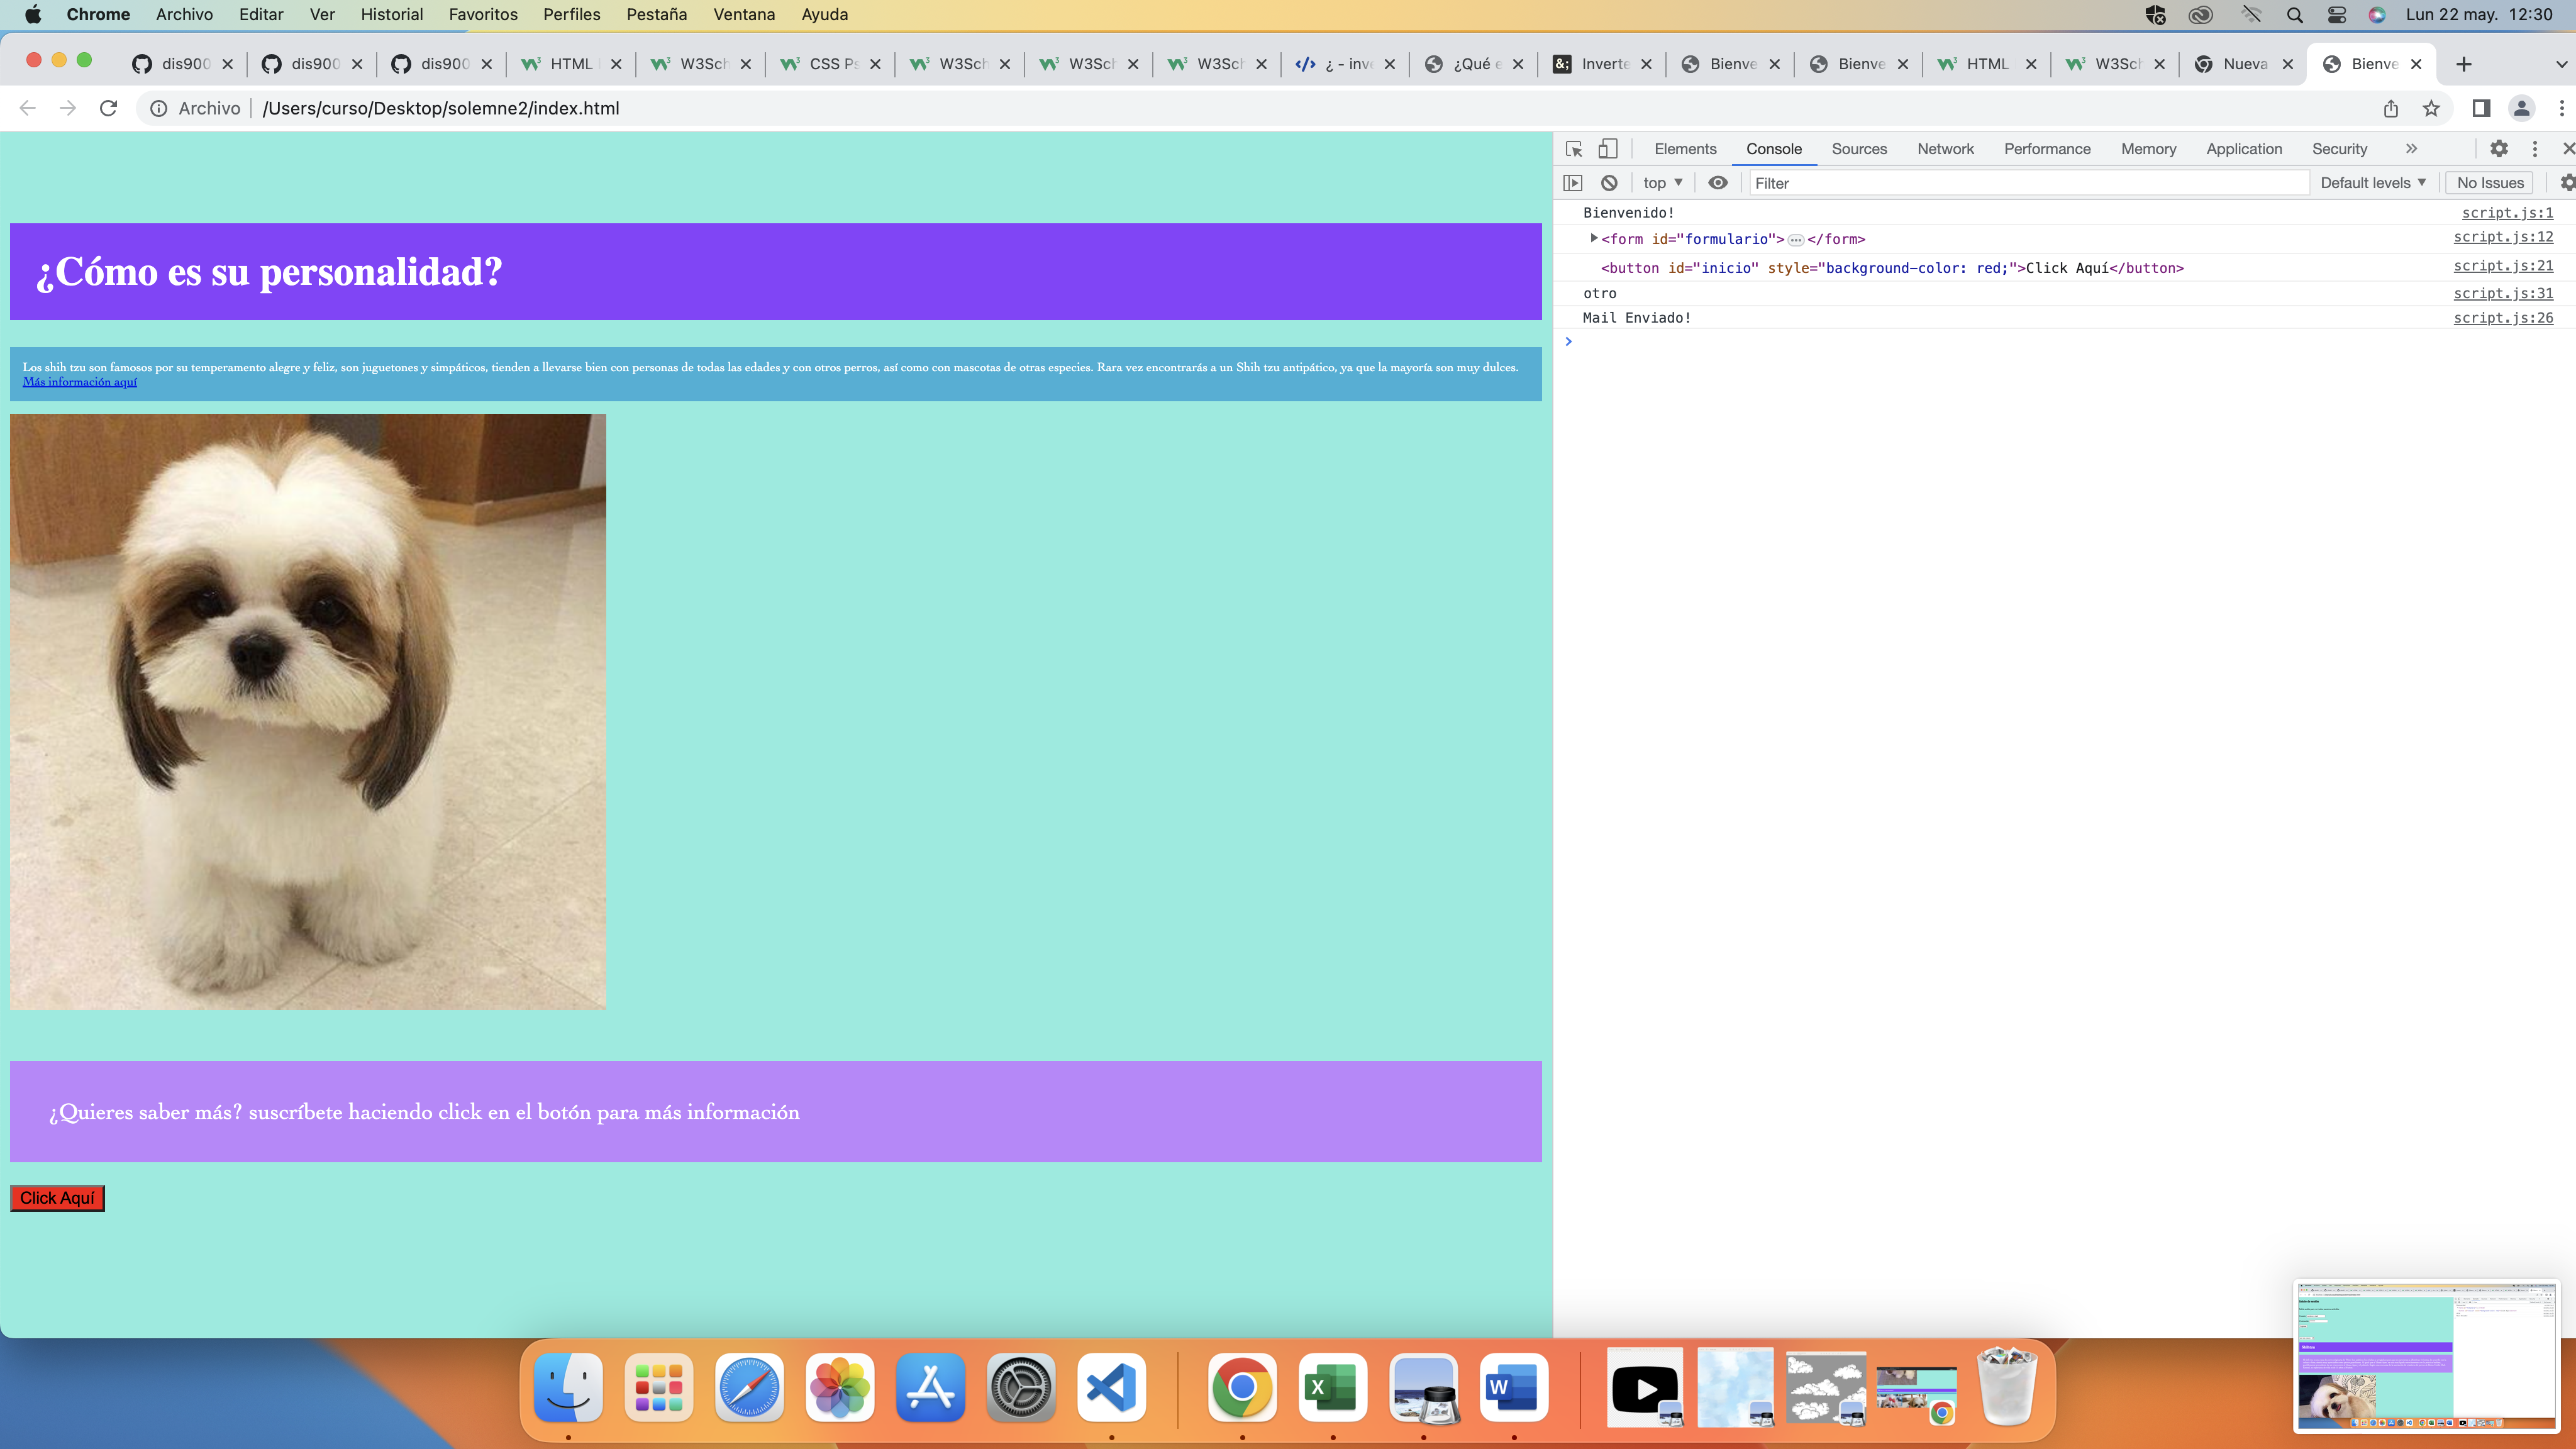 Chrome Archivo Editar Ver Historial Favoritos Perfiles Pestaña Ventana Ayuda Lun 22 may. 12:30
dis900 dis900 dis900 HTML W3Sch CSS Ps W3Sch W3Sch W3Sch ¿ - inve ¿Qué e Inverte Bienve Bienve HTML W3Sch Nueva Bienve
Archivo /Users/curso/Desktop/solemne2/index.html
Elements Console Sources Network Performance Memory Application Security
top Filter Default levels No Issues
Bienvenido! script.js:1
<form id="formulario">…</form> script.js:12
<button id="inicio" style="background-color: red;">Click Aquí</button> script.js:21
otro script.js:31
Mail Enviado! script.js:26
¿Cómo es su personalidad?
Los shih tzu son famosos por su temperamento alegre y feliz, son juguetones y simpáticos, tienden a llevarse bien con personas de todas las edades y con otros perros, así como con mascotas de otras especies. Rara vez encontrarás a un Shih tzu antipático, ya que la mayoría son muy dulces.
Más información aquí
¿Quieres saber más? suscríbete haciendo click en el botón para más información
Click Aquí